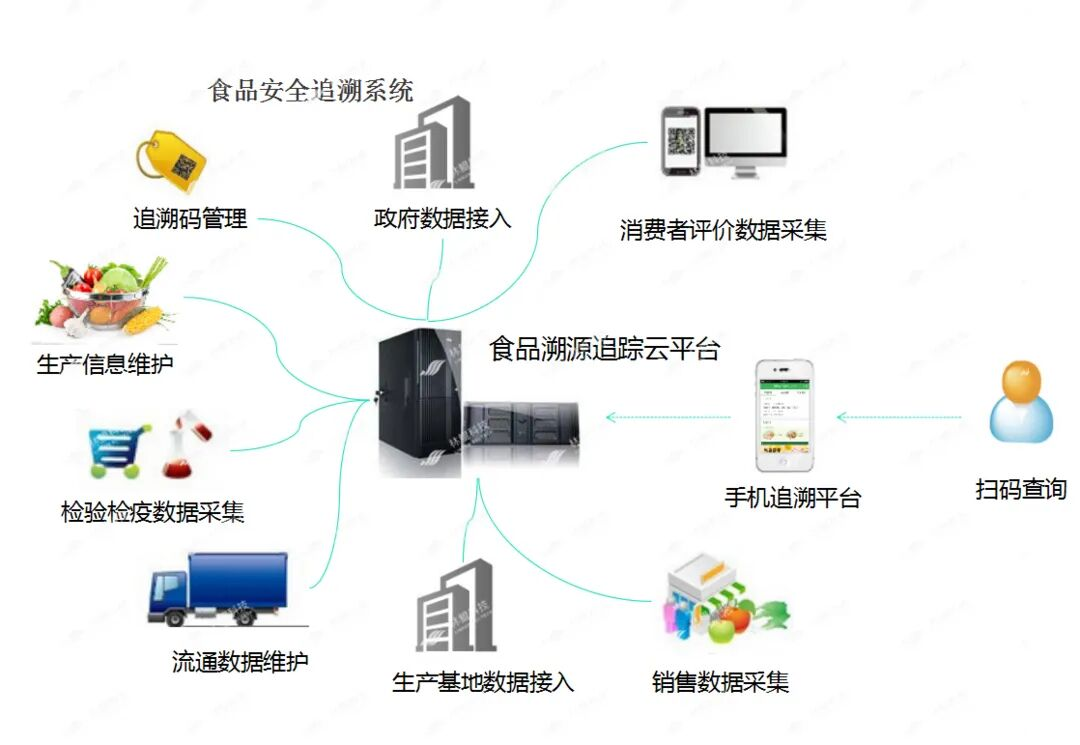 食品安全追溯系统
追溯码管理
政府数据接入
消费者评价数据采集
生产信息维护
食品溯源追踪云平台
检验检疫数据采集
手机追溯平台
扫码查询
流通数据维护
生产基地数据接入
销售数据采集